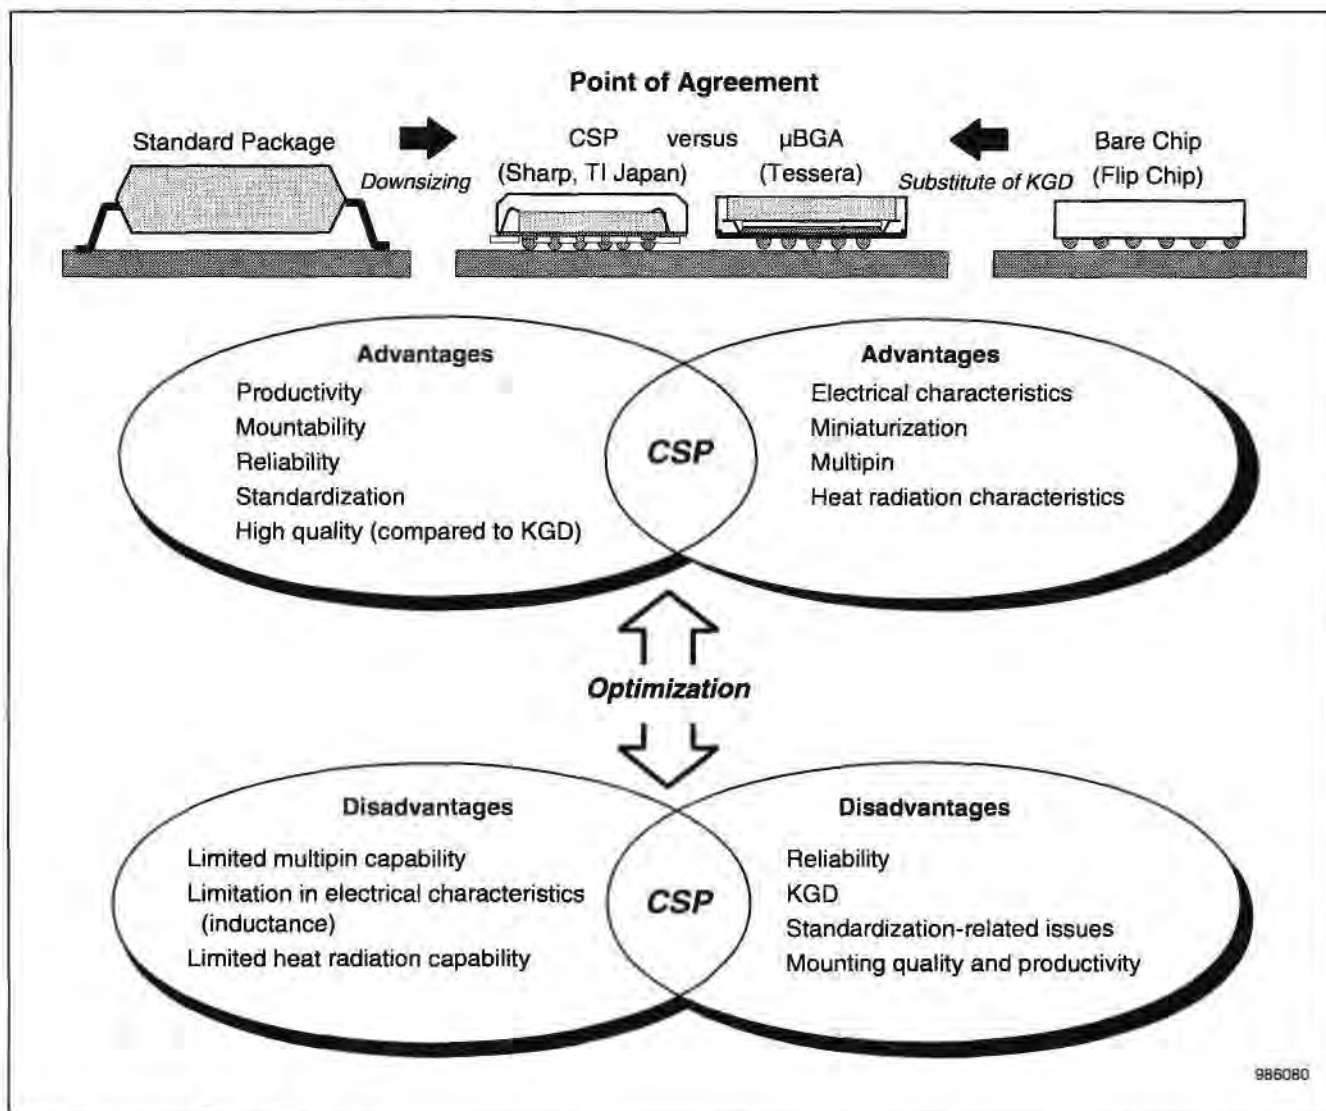 Point of Agreement
Standard Package
Downsizing
CSP versus µBGA
(Sharp, TI Japan) (Tessera)
Substitute of KGD
Bare Chip
(Flip Chip)
Advantages
Productivity
Mountability
Reliability
Standardization
High quality (compared to KGD)
CSP
Advantages
Electrical characteristics
Miniaturization
Multipin
Heat radiation characteristics
Optimization
Disadvantages
Limited multipin capability
Limitation in electrical characteristics
(inductance)
Limited heat radiation capability
CSP
Disadvantages
Reliability
KGD
Standardization-related issues
Mounting quality and productivity
986080